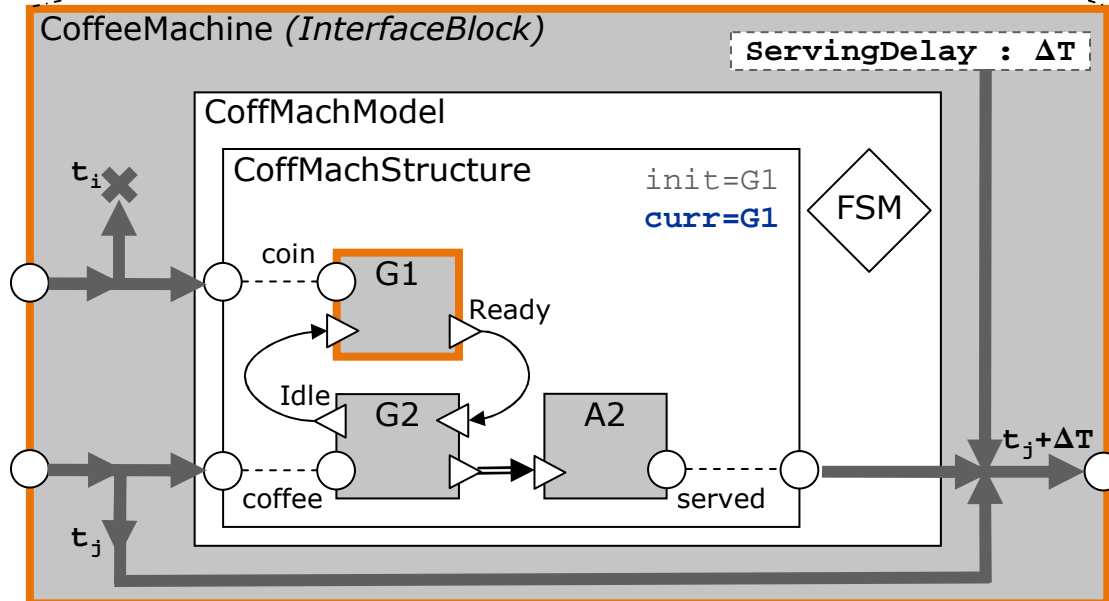 CoffeeMachine (InterfaceBlock)
ServingDelay : ΔT
CoffMachModel
CoffMachStructure
init=G1
curr=G1
FSM
tᵢ
coin
G1
Ready
Idle
G2
A2
coffee
served
tⱼ+ΔT
tⱼ